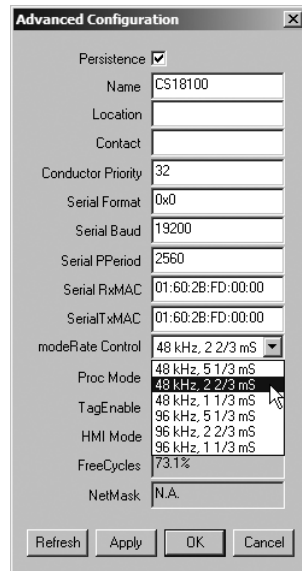 Advanced Configuration
Persistence
Name CS18100
Location
Contact
Conductor Priority 32
Serial Format 0x0
Serial Baud 19200
Serial PPeriod 2560
Serial RxMAC 01:60:2B:FD:00:00
SerialTxMAC 01:60:2B:FD:00:00
modeRate Control 48 kHz, 2 2/3 mS
Proc Mode
TagEnable
HMI Mode
48 kHz, 5 1/3 mS
48 kHz, 2 2/3 mS
48 kHz, 1 1/3 mS
96 kHz, 5 1/3 mS
96 kHz, 2 2/3 mS
96 kHz, 1 1/3 mS
FreeCycles 73.1%
NetMask N.A.
Refresh Apply OK Cancel